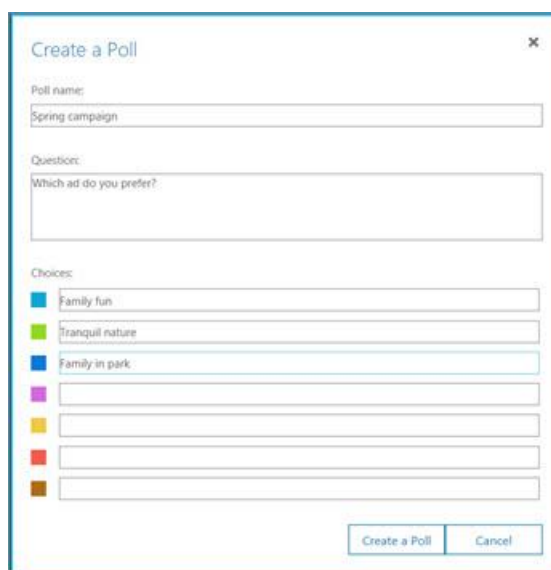 Create a Poll
Poll name:
Spring campaign
Question:
Which ad do you prefer?
Choices:
Family fun
Tranquil nature
Family in park
Create a Poll
Cancel